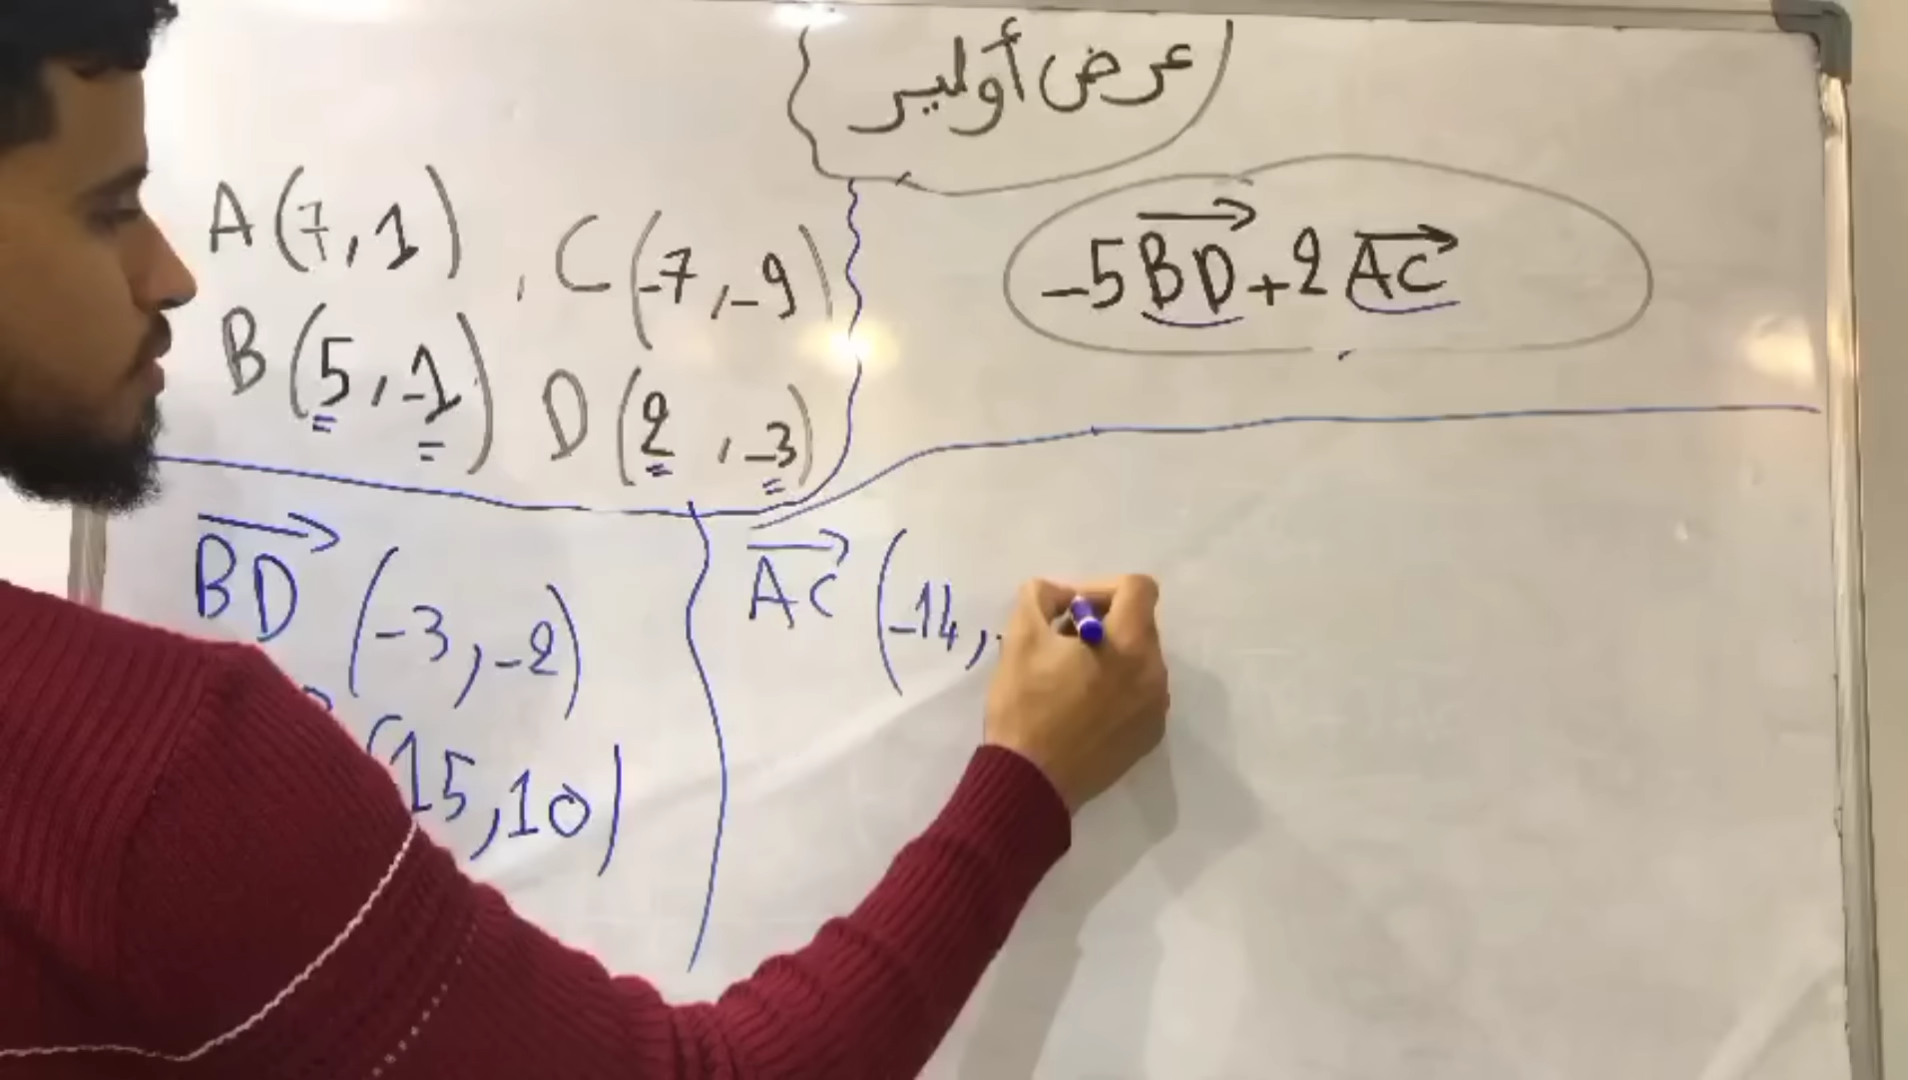 عرض أولير
A(7,1) , C(-7,-9)
B(5,-1) D(2,-3)
-5BD+2AC
BD (-3,-2)
(15,10)
AC (-14,